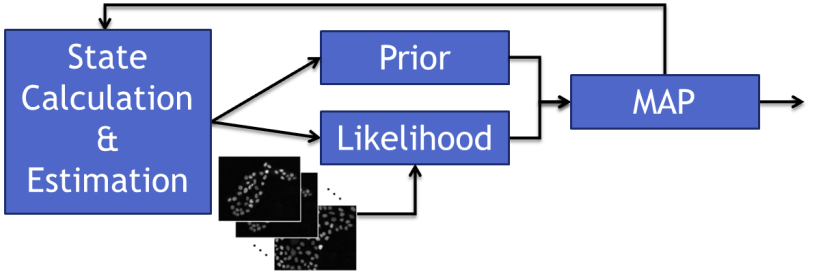 State
Calculation
&
Estimation
Prior
Likelihood
MAP